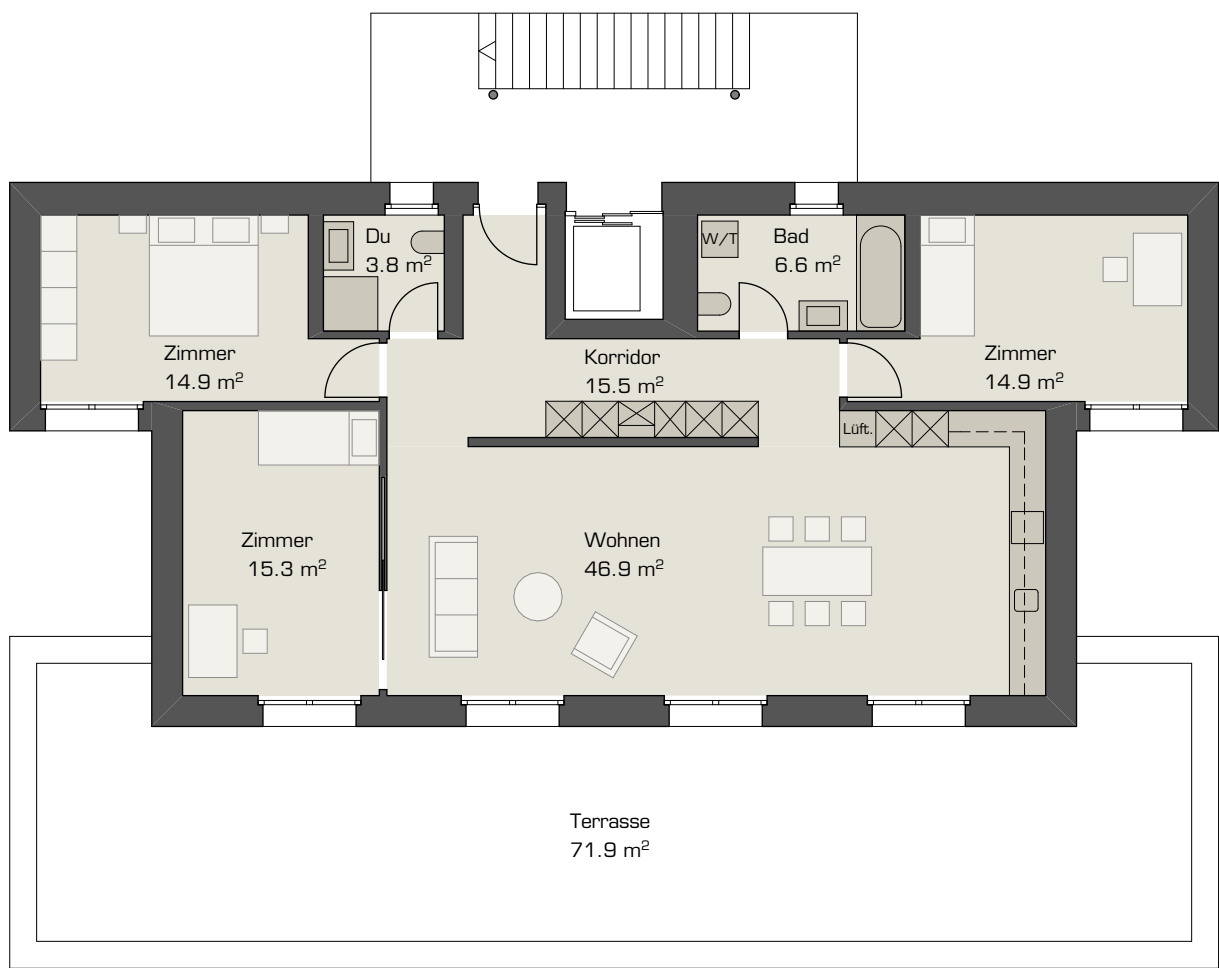 Du
3.8 m²
W/T
Bad
6.6 m²
Zimmer
14.9 m²
Korridor
15.5 m²
Zimmer
14.9 m²
Lüft.
Zimmer
15.3 m²
Wohnen
46.9 m²
Terrasse
71.9 m²